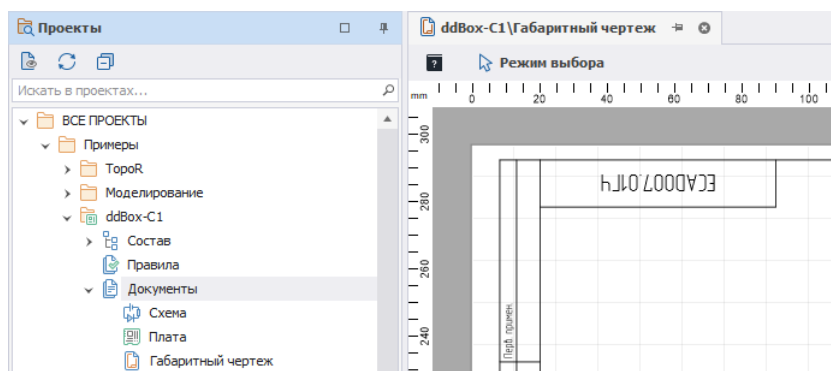 Проекты
Искать в проектах...
ВСЕ ПРОЕКТЫ
Примеры
TopoR
Моделирование
ddBox-C1
Состав
Правила
Документы
Схема
Плата
Габаритный чертеж
ddBox-C1\Габаритный чертеж
Режим выбора
mm 0 20 40 60 80 100
300
280
260
240
ECAD007.01ГЧ
Перв. примен.